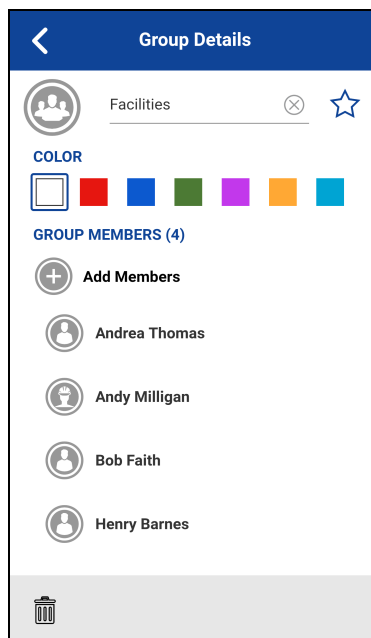 Group Details
Facilities
COLOR
GROUP MEMBERS (4)
Add Members
Andrea Thomas
Andy Milligan
Bob Faith
Henry Barnes